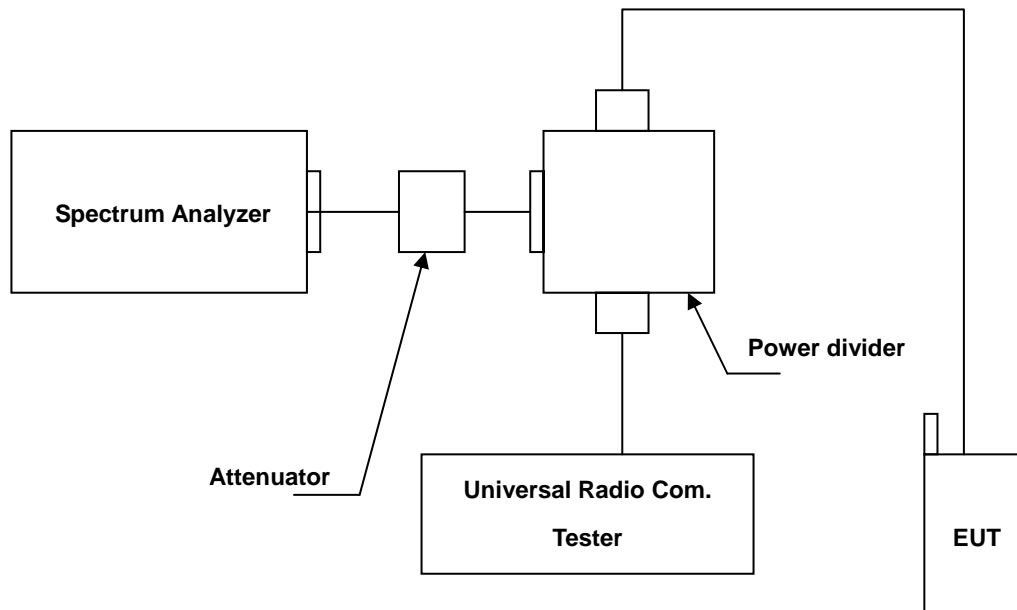 Spectrum Analyzer
Power divider
Attenuator
Universal Radio Com.
Tester
EUT